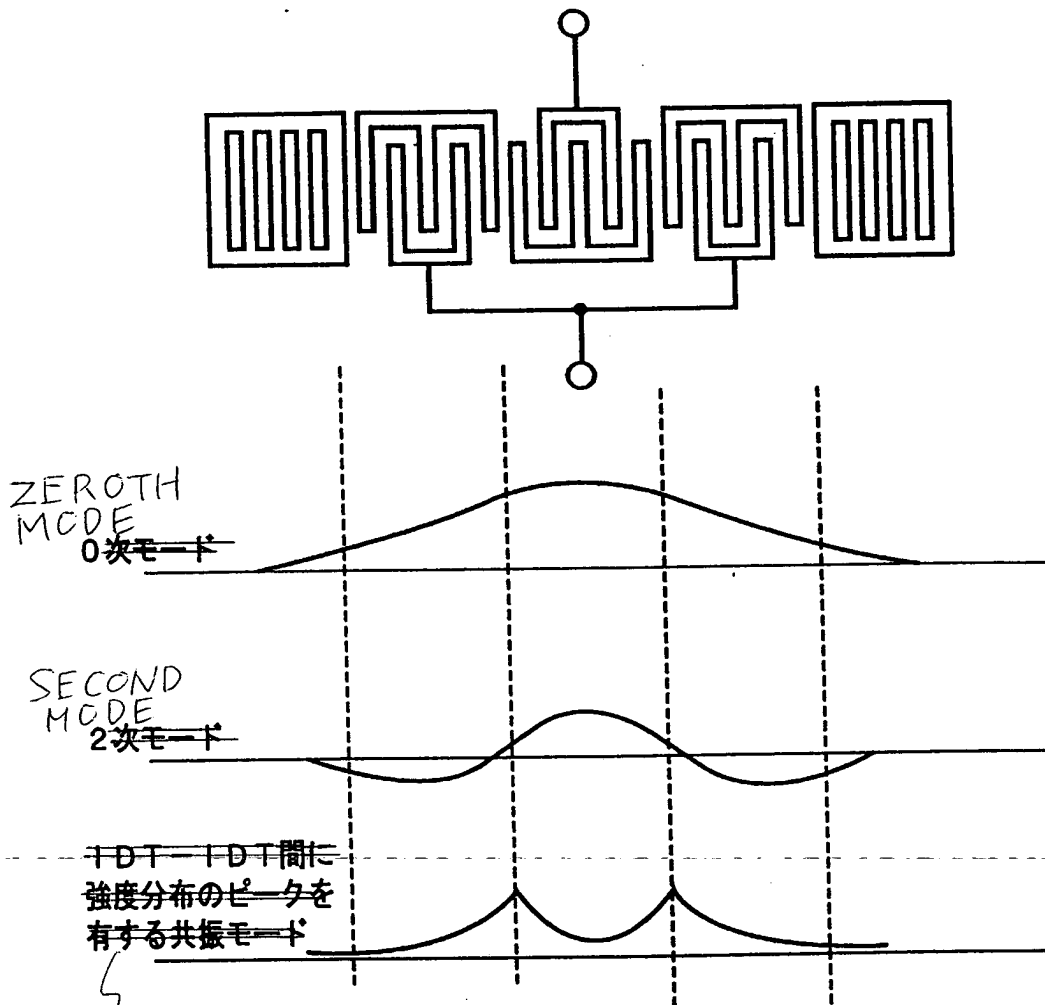 ZEROTH
MODE
0次モード
SECOND
MODE
2次モード
IDT-IDT間に
強度分布のピークを
有する共振モード